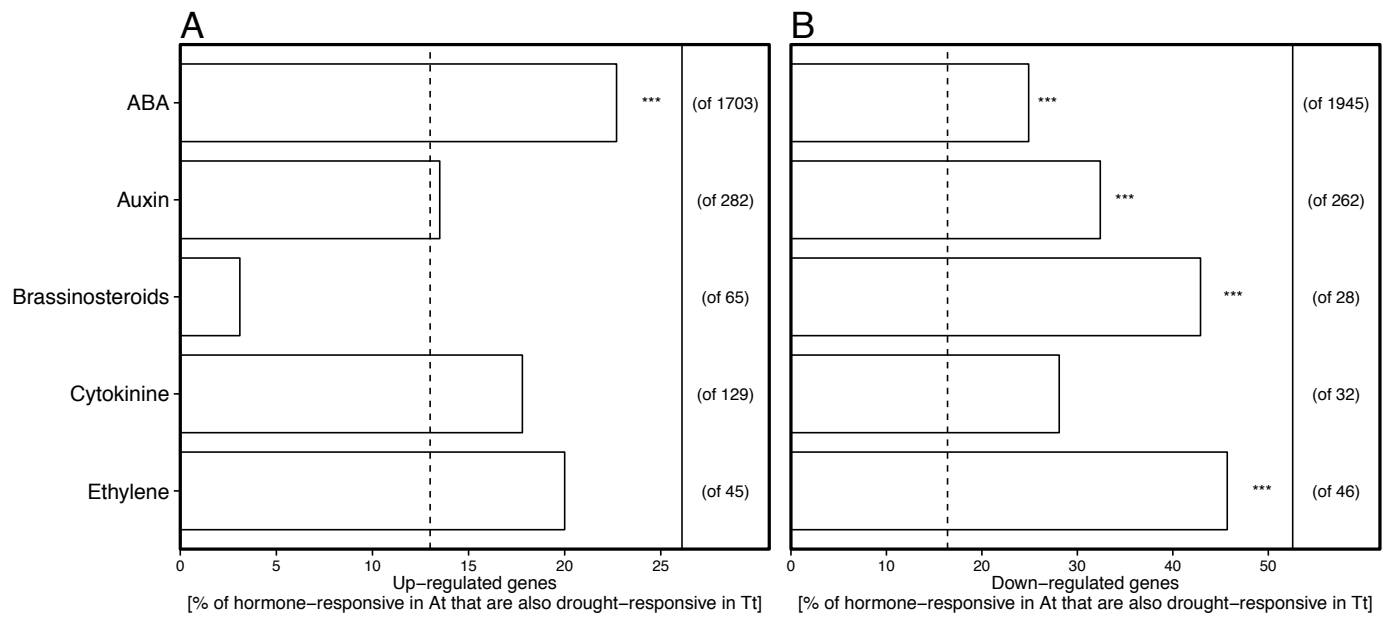 A
ABA
***
(of 1703)
Auxin
(of 282)
Brassinosteroids
(of 65)
Cytokinine
(of 129)
Ethylene
(of 45)
0 5 10 15 20 25
Up−regulated genes
[% of hormone−responsive in At that are also drought−responsive in Tt]
B
***
(of 1945)
***
(of 262)
***
(of 28)
(of 32)
***
(of 46)
0 10 20 30 40 50
Down−regulated genes
[% of hormone−responsive in At that are also drought−responsive in Tt]